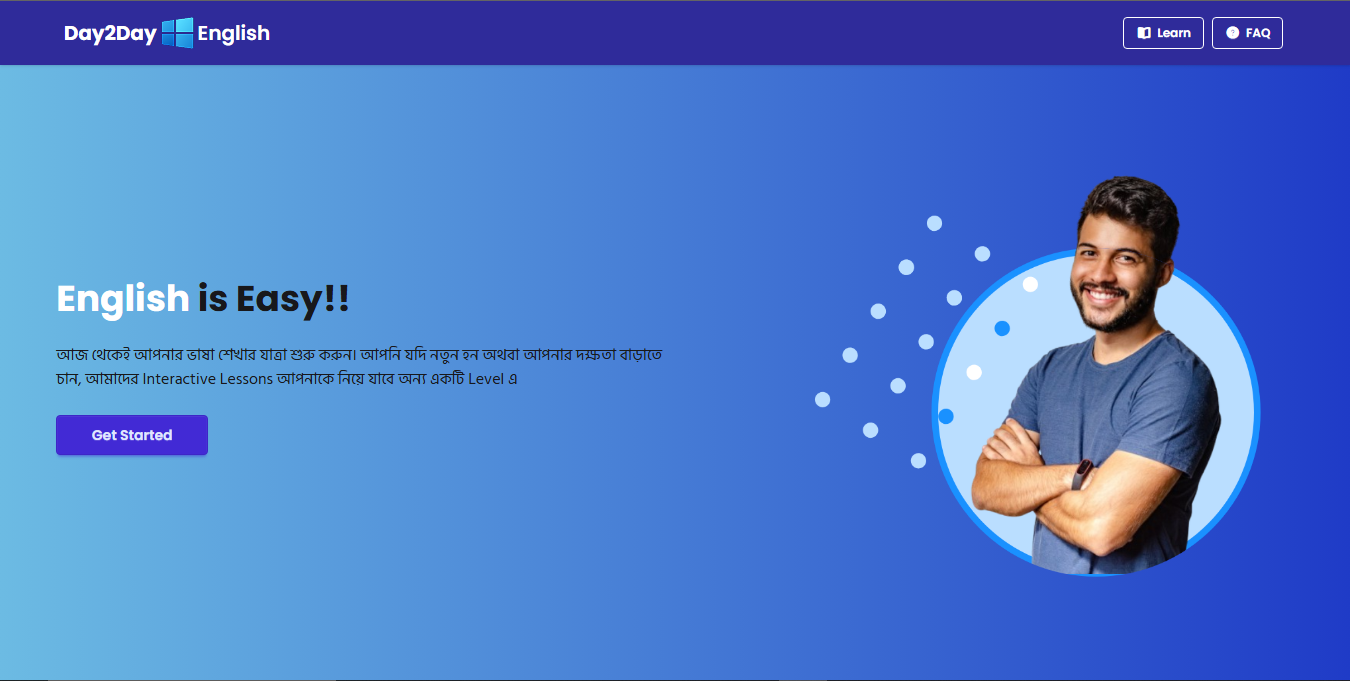 Day2Day English
Learn
FAQ
English is Easy!!
আজ থেকেই আপনার ভাষা শেখার যাত্রা শুরু করুন। আপনি যদি নতুন হন অথবা আপনার দক্ষতা বাড়াতে
চান, আমাদের Interactive Lessons আপনাকে নিয়ে যাবে অন্য একটি Level এ
Get Started